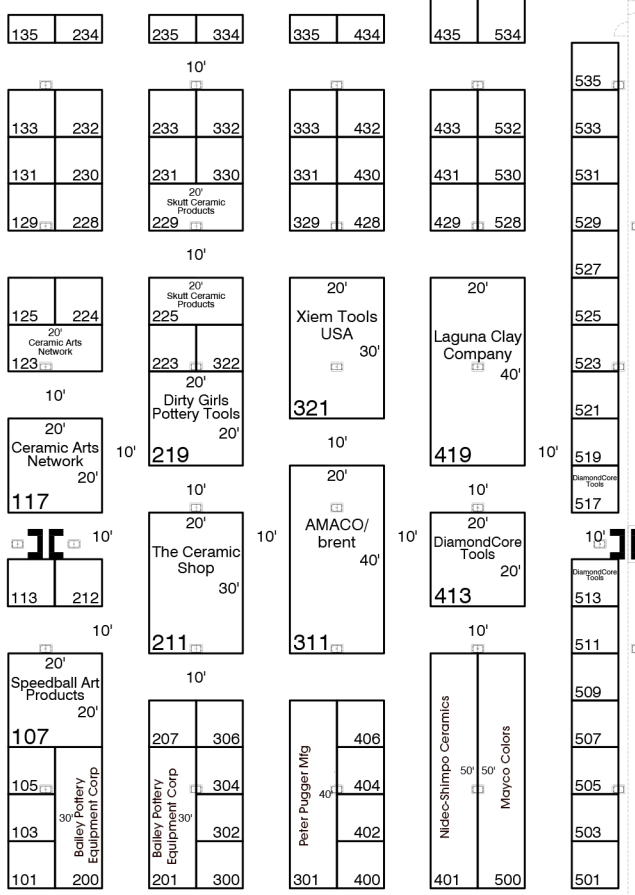 135 234 235 334 335 434 435 534
10'
535
133 232 233 332 333 432 433 532 533
131 230 231 330 331 430 431 530 531
20'
Skutt Ceramic
Products
129 228 229 329 428 429 528 529
10'
527
20'
Skutt Ceramic
Products
125 224 225 525
20'
Xiem Tools
USA
30'
321
20'
Laguna Clay
Company
40'
419
20'
Ceramic Arts
Network
123 223 322 523
10'
20'
Dirty Girls
Pottery Tools
20'
219
521
20'
Ceramic Arts
Network
20'
117
10'
10'
10'
519
DiamondCore
Tools
517
10'
10'
20'
AMACO/
brent
40'
311
10'
20'
The Ceramic
Shop
30'
211
10'
10'
20'
DiamondCore
Tools
20'
413
10'
10'
113 212
DiamondCore
Tools
513
10'
10'
511
20'
Speedball Art
Products
20'
107
10'
509
207 306 406 507
105 304 404 505
103 302 402 503
Bailey Pottery
Equipment Corp
30'
Bailey Pottery
Equipment Corp
30'
Peter Pugger Mfg
40'
Nidec-Shimpo Ceramics
50'
50'
Mayco Colors
101 200 201 300 301 400 401 500 501